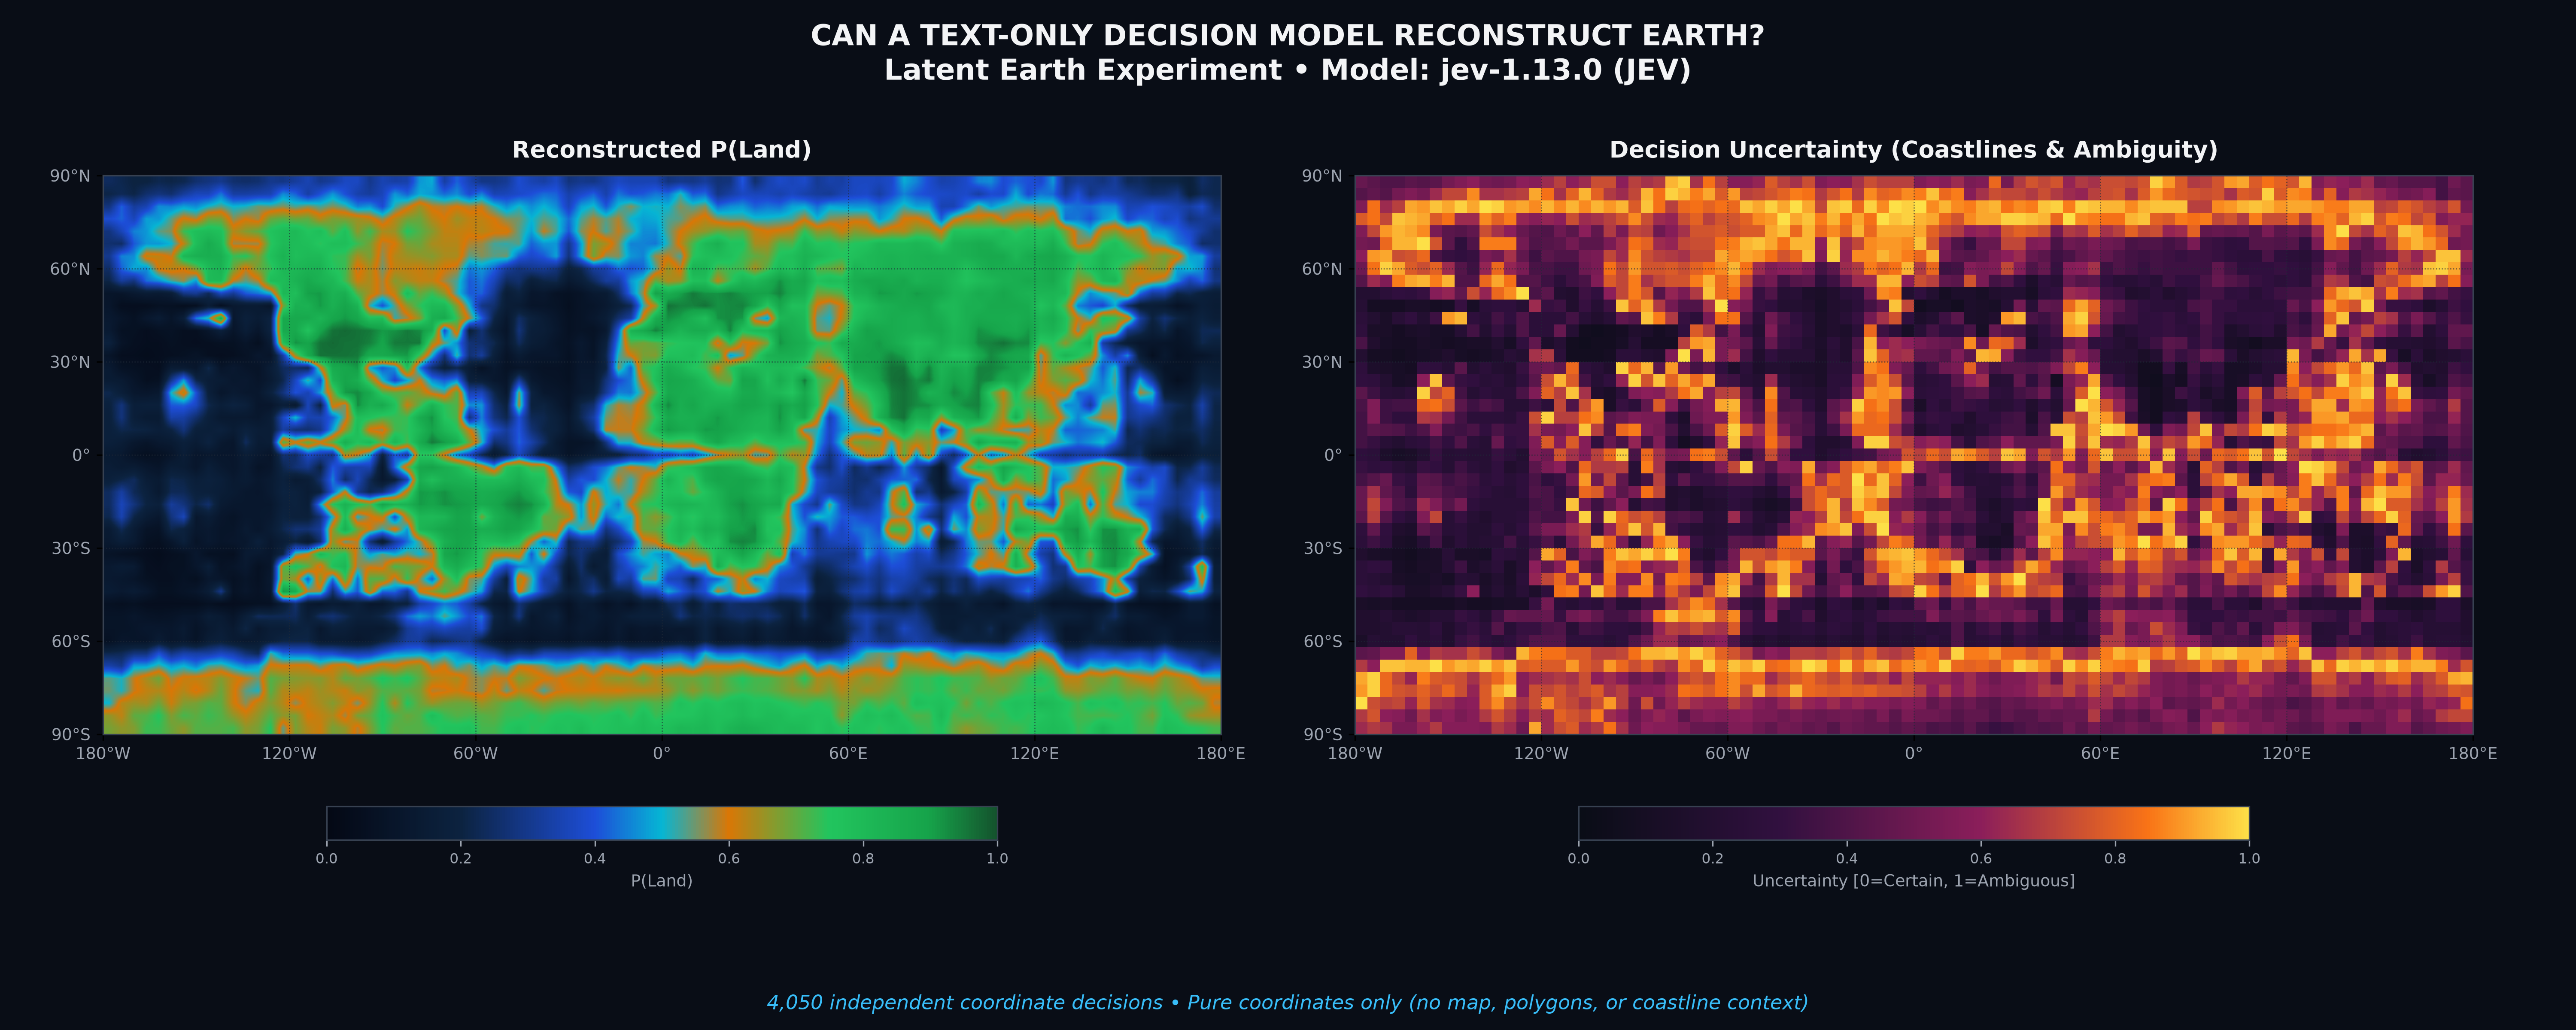 CAN A TEXT-ONLY DECISION MODEL RECONSTRUCT EARTH?
Latent Earth Experiment • Model: jev-1.13.0 (JEV)
Reconstructed P(Land)
90°N
60°N
30°N
0°
30°S
60°S
90°S
180°W 120°W 60°W 0° 60°E 120°E 180°E
0.0 0.2 0.4 0.6 0.8 1.0
P(Land)
Decision Uncertainty (Coastlines & Ambiguity)
90°N
60°N
30°N
0°
30°S
60°S
90°S
180°W 120°W 60°W 0° 60°E 120°E 180°E
0.0 0.2 0.4 0.6 0.8 1.0
Uncertainty [0=Certain, 1=Ambiguous]
4,050 independent coordinate decisions • Pure coordinates only (no map, polygons, or coastline context)